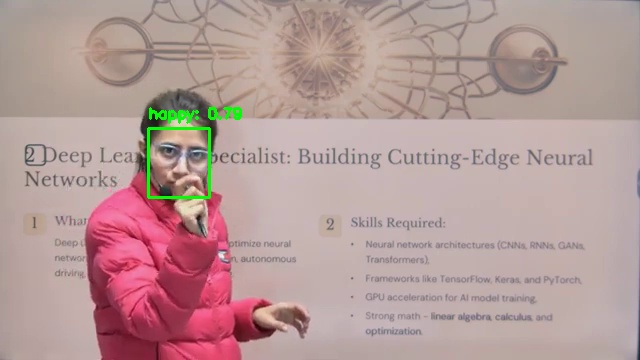 happy: 0.79
2 Deep Specialist: Building Cutting-Edge Neural
Networks
1 What
Deep optimize neural
autonomous
driving,
2 Skills Required:
• Neural network architectures (CNNs, RNNs, GANs,
Transformers).
• Frameworks like TensorFlow, Keras, and PyTorch.
• GPU acceleration for AI model training.
• Strong math – linear algebra, calculus, and
optimization.